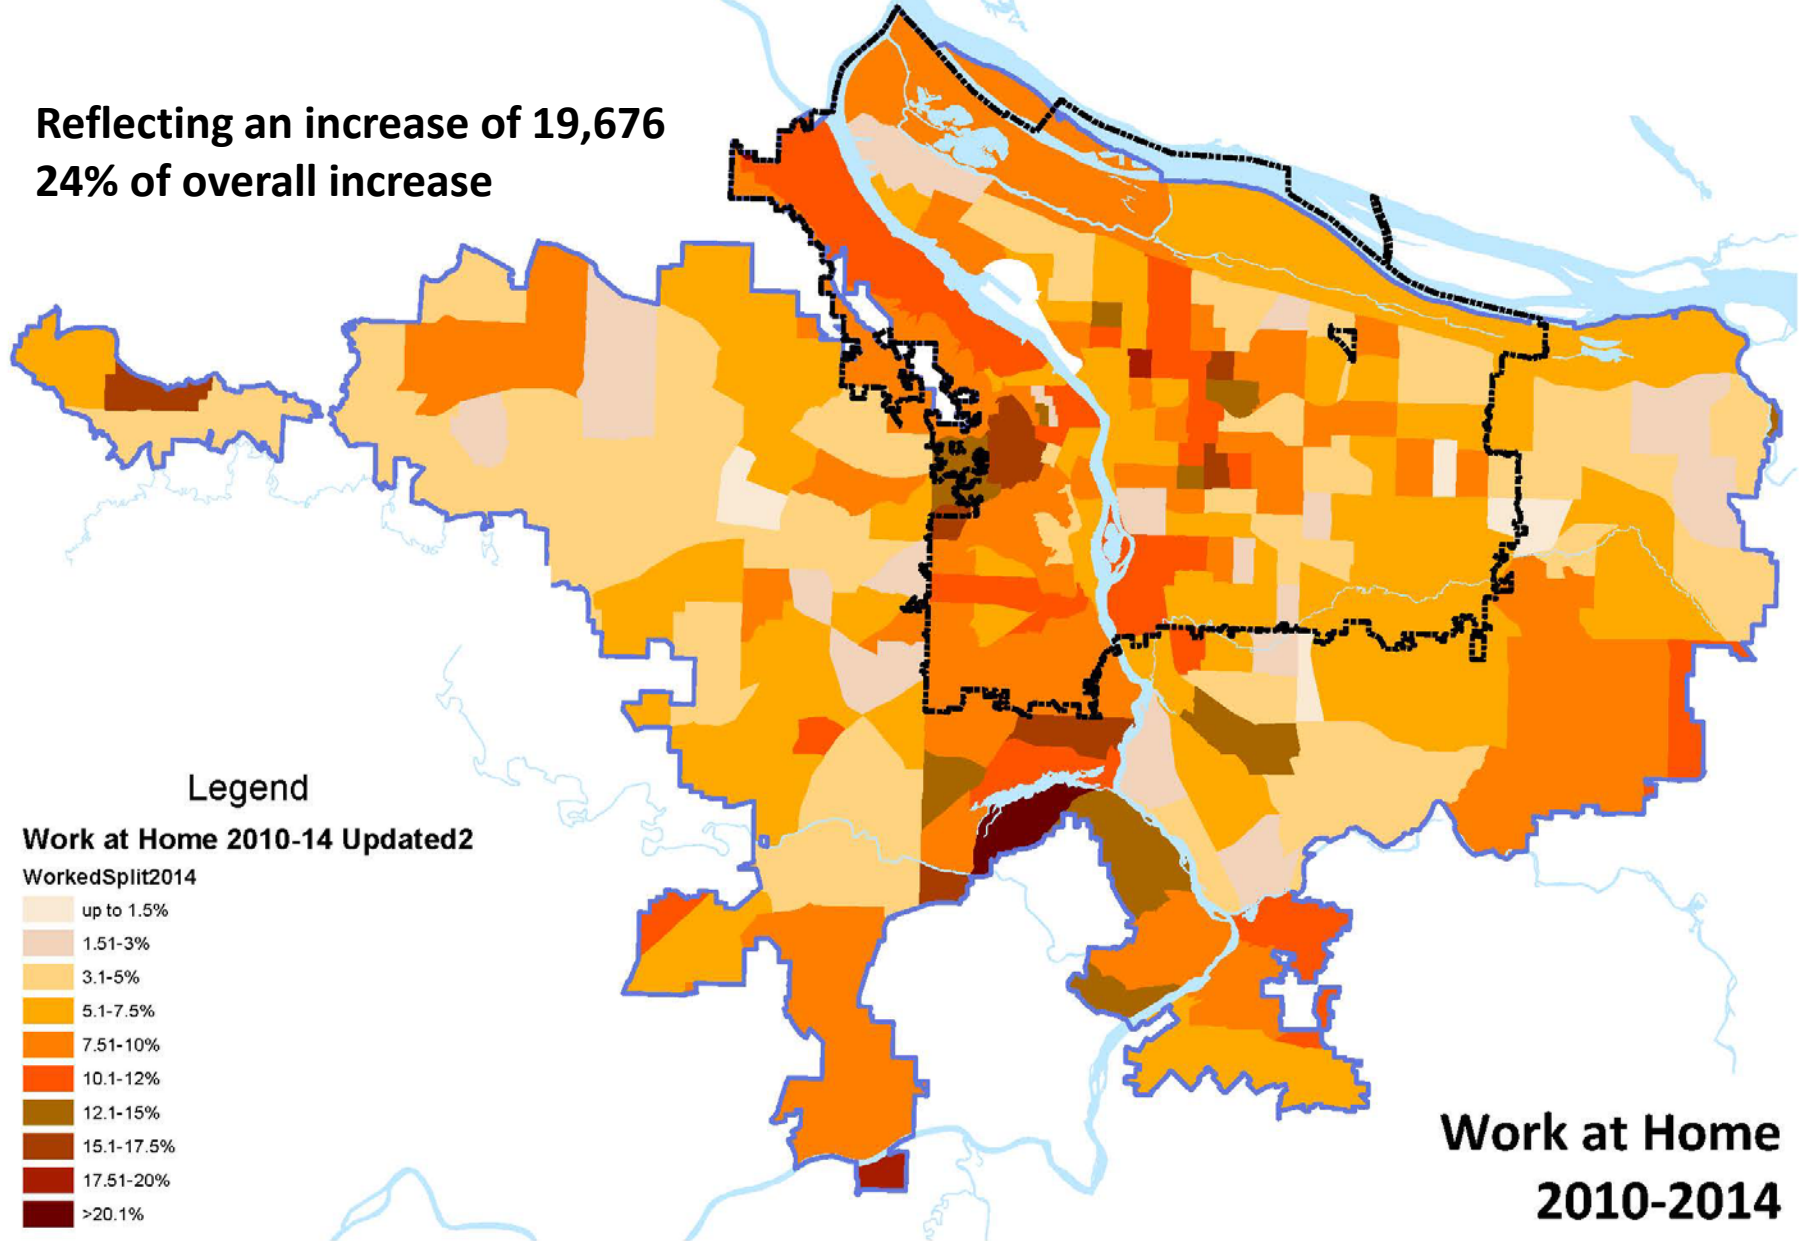 Reflecting an increase of 19,676
24% of overall increase
Legend
Work at Home 2010-14 Updated2
WorkedSplit2014
up to 1.5%
1.51-3%
3.1-5%
5.1-7.5%
7.51-10%
10.1-12%
12.1-15%
15.1-17.5%
17.51-20%
>20.1%
Work at Home
2010-2014